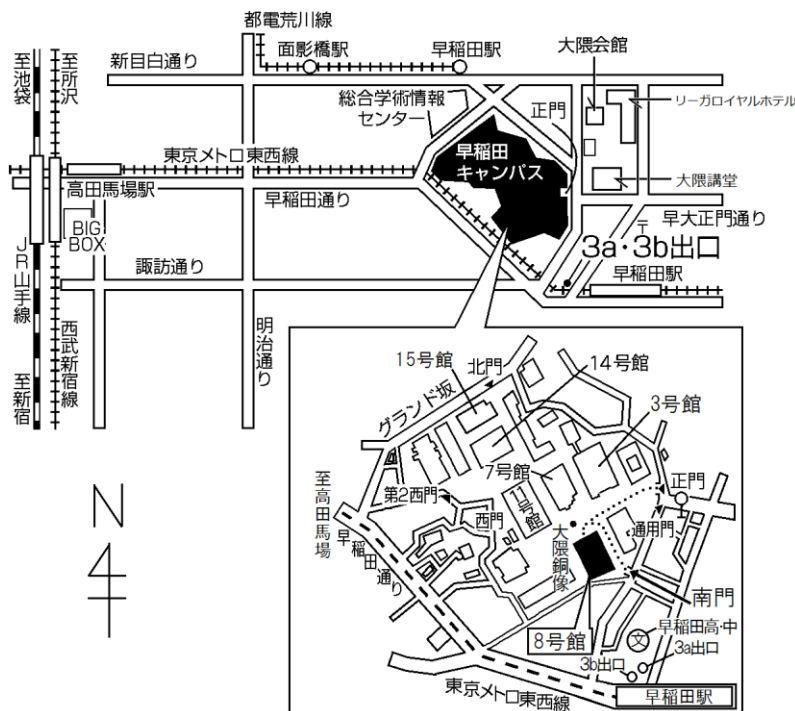 都電荒川線
面影橋駅
早稲田駅
大隈会館
至池袋
至所沢
新目白通り
総合学術情報
センター
正門
リーガロイヤルホテル
東京メトロ東西線
早稲田
キャンパス
高田馬場駅
早稲田通り
大隈講堂
BIG
BOX
早大正門通り
〒
3a・3b出口
諏訪通り
早稲田駅
JR山手線
西武新宿線
明治通り
至新宿
北門
15号館
14号館
グランド坂
3号館
7号館
11号館
正門
至高田馬場
第2西門
西門
通用門
早稲田通り
大隈銅像
南門
8号館
早稲田高・中
文
3a出口
3b出口
東京メトロ東西線
早稲田駅
N